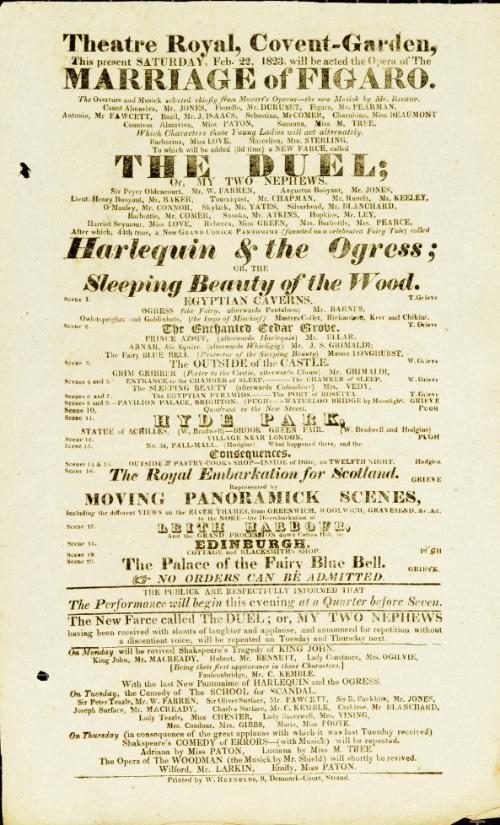 Theatre Royal, Covent-Garden,
This present SATURDAY, Feb. 22, 1823, will be acted the Opera of The
MARRIAGE of FIGARO.
The Overture and Musick selected chiefly from Mozart's Operas—the new Musick by Mr. BISHOP.
Count Almaviva, Mr. JONES, Fiorello, Mr. DURUSET, Figaro, Mr. PEARMAN,
Antonio, Mr FAWCETT, Basil, Mr. J. ISAACS, Sebastian, Mr COMER, Cherubino, Miss BEAUMONT
Countess Almaviva, Miss PATON, Susanna, Miss M. TREE,
Which Characters those Young Ladies will act alternately.
Barbarina, Miss LOVE, Marcellina, Mrs. STERLING,
To which will be added (3d time) a NEW FARCE, called
THE DUEL;
Or, MY TWO NEPHEWS.
Sir Pryer Oldencourt, Mr. W. FARREN, Augustus Buoyant, Mr. JONES,
Lieut. Henry Buoyant, Mr. BAKER, Tourniquet, Mr. CHAPMAN, Mr. Rumfit, Mr. KEELEY,
O'Mauley, Mr. CONNOR, Skylark, Mr. YATES, Silverhead, Mr. BLANCHARD,
Barbottle, Mr. COMER, Snooks, Mr. ATKINS, Hopkins, Mr. LEY,
Harriet Seymour, Miss LOVE, Rebecca, Miss GREEN, Mrs. Barbottle, Mrs. PEARCE,
After which, 44th time, a NEW GRAND COMICK PANTOMIME (founded on a celebrated Fairy Tale) called
Harlequin & the Ogress;
OR, THE
Sleeping Beauty of the Wood.
Scene 1. EGYPTIAN CAVERNS. T. Grieve
OGRESS (the Fairy, afterwards Pantaloon) Mr. BARNES,
Owletsprights and Goblinbats, (the Imps of Mischief) Masters Collet, Richardson, Kerr and Chikini.
Scene 2. The Enchanted Cedar Grove. T. Grieve
PRINCE AZOFF, (afterwards Harlequin) Mr. ELLAR,
ABNAB, his Squire, (afterwards Whirligig) Mr. J. S. GRIMALDI;
The Fairy BLUE BELL (Protector of the Sleeping Beauty) Master LONGHURST,
Scene 3. The OUTSIDE of the CASTLE. W. Grieve
GRIM GRIBBER (Porter to the Castle, afterwards Clown) Mr. GRIMALDI,
Scenes 4 and 5. ENTRANCE to the CHAMBER of SLEEP.——The CHAMBER of SLEEP. W. Grieve
The SLEEPING BEAUTY (afterwards Columbine) Mrs. VEDY,
Scenes 6 and 7. The EGYPTIAN PYRAMIDS.——The PORT of ROSETTA. T. Grieve
Scenes 8 and 9.—PAVILION PALACE, BRIGHTON. (PUGH)——WATERLOO BRIDGE by Moonlight. GRIEVE
Scene 10, Quadrant in the New Street. PUGH
Scene 11. HYDE PARK,
STATUE of ACHILLES. (W. Bradwell)—BROOK GREEN FAIR. (W. Bradwell and Hodgins)
Scene 12. VILLAGE NEAR LONDON. PUGH
Scene 13. No. 34, PALL-MALL. (Hodgins) What happened there, and the
Consequences.
Scenes 14 & 15. OUTSIDE of PASTRY-COOKS SHOP—INSIDE of Ditto, on TWELFTH NIGHT. Hodgins
Scene 16. The Royal Embarkation for Scotland. GRIEVE
Represented by
MOVING PANORAMICK SCENES,
Including the different VIEWS on the RIVER THAMES, from GREENWICH, WOOLWICH, GRAVESEND, &c. &c.
to the NORE—the Disembarkation at
Scene 17. LEITH HARBOUR,
And the GRAND PROCESSION down Calton Hill, to
Scene 18. EDINBURGH.
Scene 19. COTTAGE and BLACKSMITH's SHOP. PUGH
Scene 20. The Palace of the Fairy Blue Bell. GRIEVE.
☞ NO ORDERS CAN BE ADMITTED.
THE PUBLIC ARE RESPECTFULLY INFORMED THAT
The Performance will begin this evening at a Quarter before Seven.
The New Farce called The DUEL; or, MY TWO NEPHEWS
having been received with shouts of laughter and applause, and announced for repetition without
a dissentient voice, will be repeated on Tuesday and Thursday next.
On Monday will be revived Shakspeare's Tragedy of KING JOHN.
King John, Mr. MACREADY, Hubert, Mr. BENNETT, Lady Constance, Mrs. OGILVIE,
[Being their first appearance in those Characters.]
Faulconbridge, Mr. C. KEMBLE.
With the last New Pantomime of HARLEQUIN and the OGRESS.
On Tuesday, the Comedy of The SCHOOL for SCANDAL.
Sir Peter Teazle, Mr. W. FARREN, Sir Oliver Surface, Mr. FAWCETT, Sir B. Backbite, Mr. JONES,
Joseph Surface, Mr. MACREADY, Charles Surface, Mr. C. KEMBLE, Crabtree, Mr BLANCHARD,
Lady Teazle, Miss CHESTER, Lady Sneerwell, Mrs. VINING,
Mrs. Candour, Mrs. GIBBS, Maria, Miss FOOTE.
On Thursday (in consequence of the great applause with which it was last Tuesday received)
Shakspeare's COMEDY of ERRORS—(with Musick) will be repeated.
Adriana by Miss PATON, Luciana by Miss M. TREE
The Opera of The WOODMAN (the Musick by Mr. Shield) will shortly be revived.
Wilford, Mr. LARKIN, Emily, Miss PATON.
Printed by W. REYNOLDS, 9, Denmark-Court, Strand.